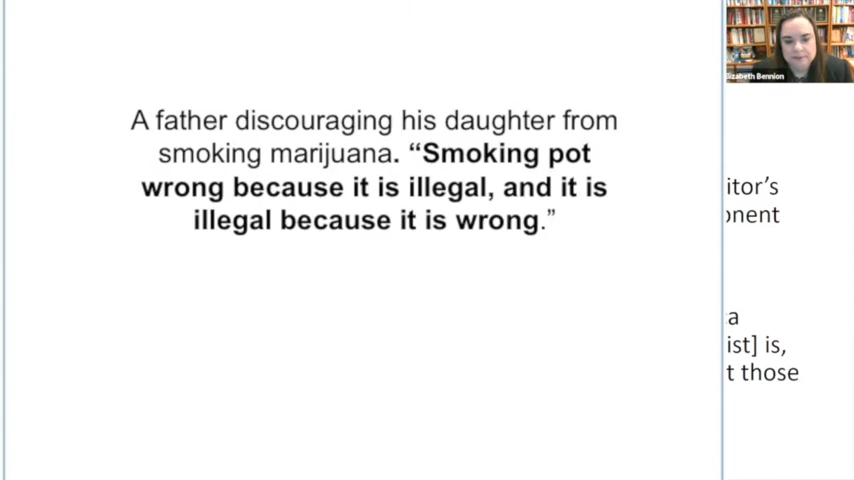 A father discouraging his daughter from
smoking marijuana. “Smoking pot
wrong because it is illegal, and it is
illegal because it is wrong.”
lizabeth Bennion
itor’s
onent
ist] is,
t those